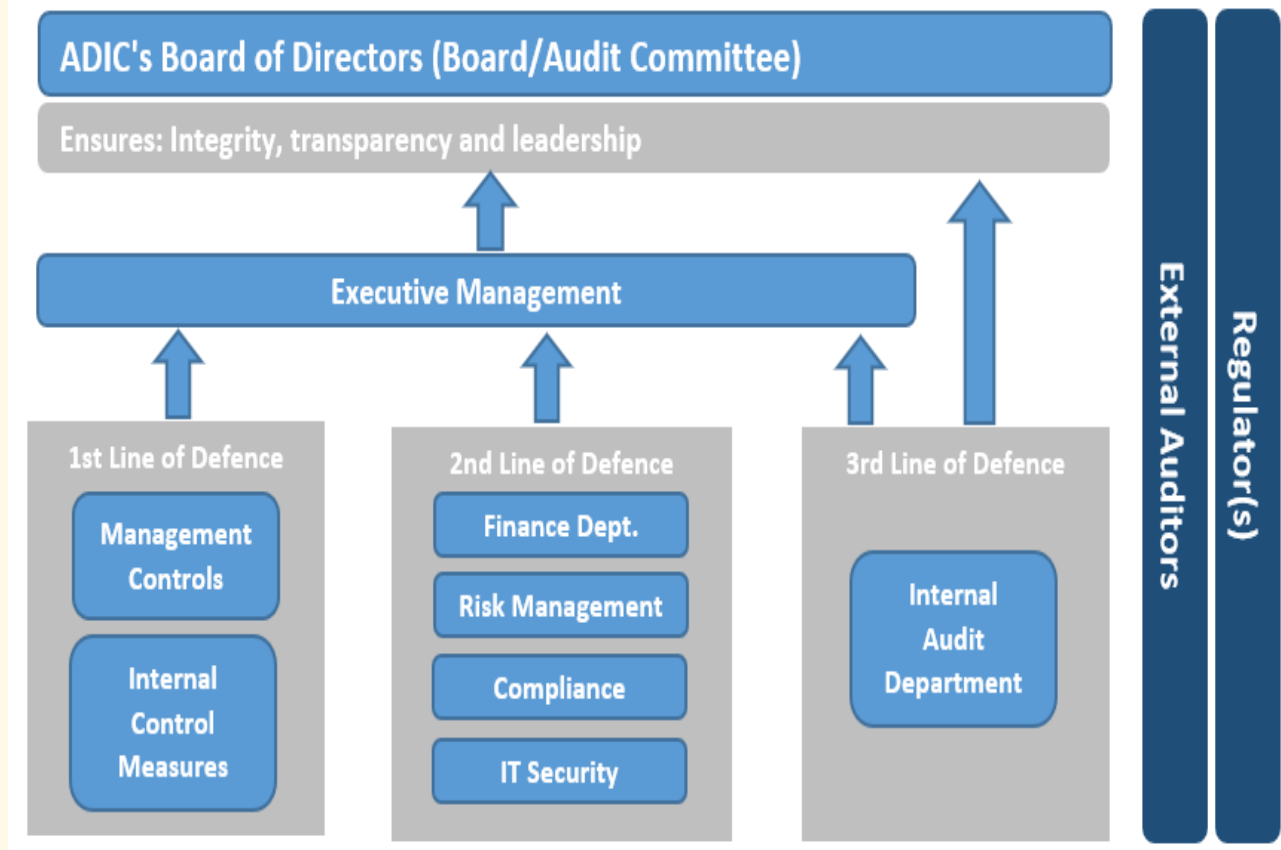 ADIC's Board of Directors (Board/Audit Committee)
Ensures: Integrity, transparency and leadership
Executive Management
1st Line of Defence
Management
Controls
Internal
Control
Measures
2nd Line of Defence
Finance Dept.
Risk Management
Compliance
IT Security
3rd Line of Defence
Internal
Audit
Department
External Auditors
Regulator(s)